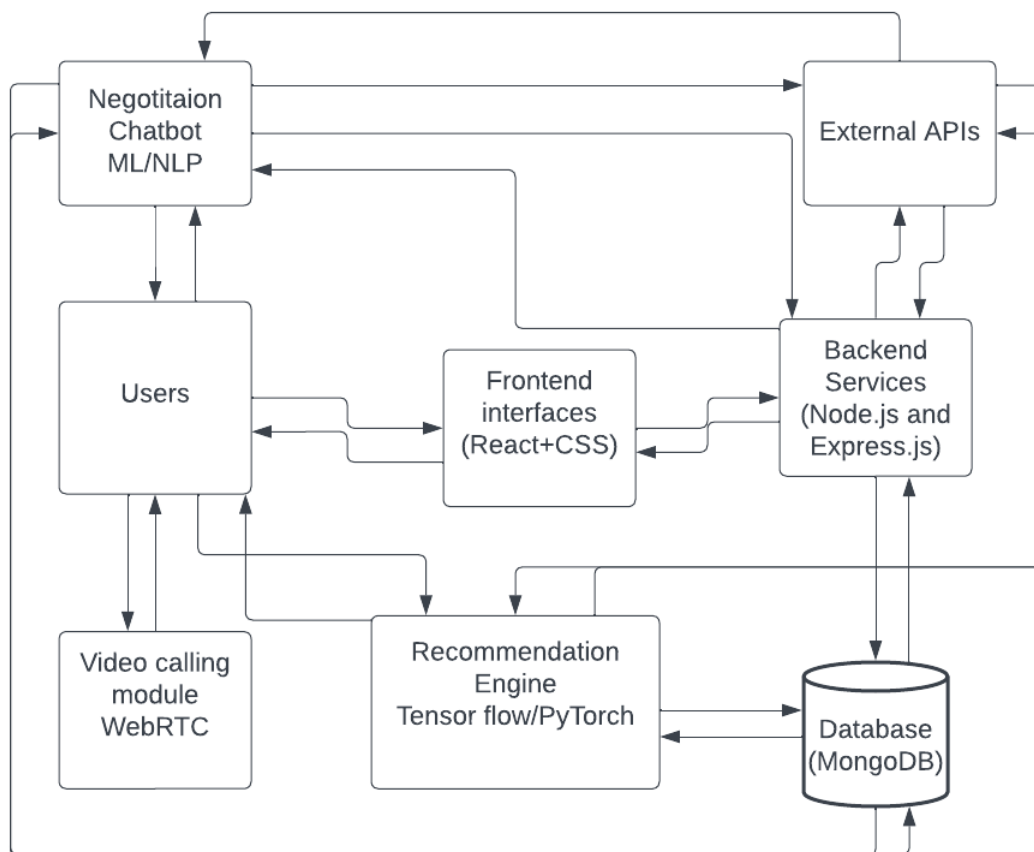 Negotitaion
Chatbot
ML/NLP
External APIs
Users
Frontend
interfaces
(React+CSS)
Backend
Services
(Node.js and
Express.js)
Video calling
module
WebRTC
Recommendation
Engine
Tensor flow/PyTorch
Database
(MongoDB)